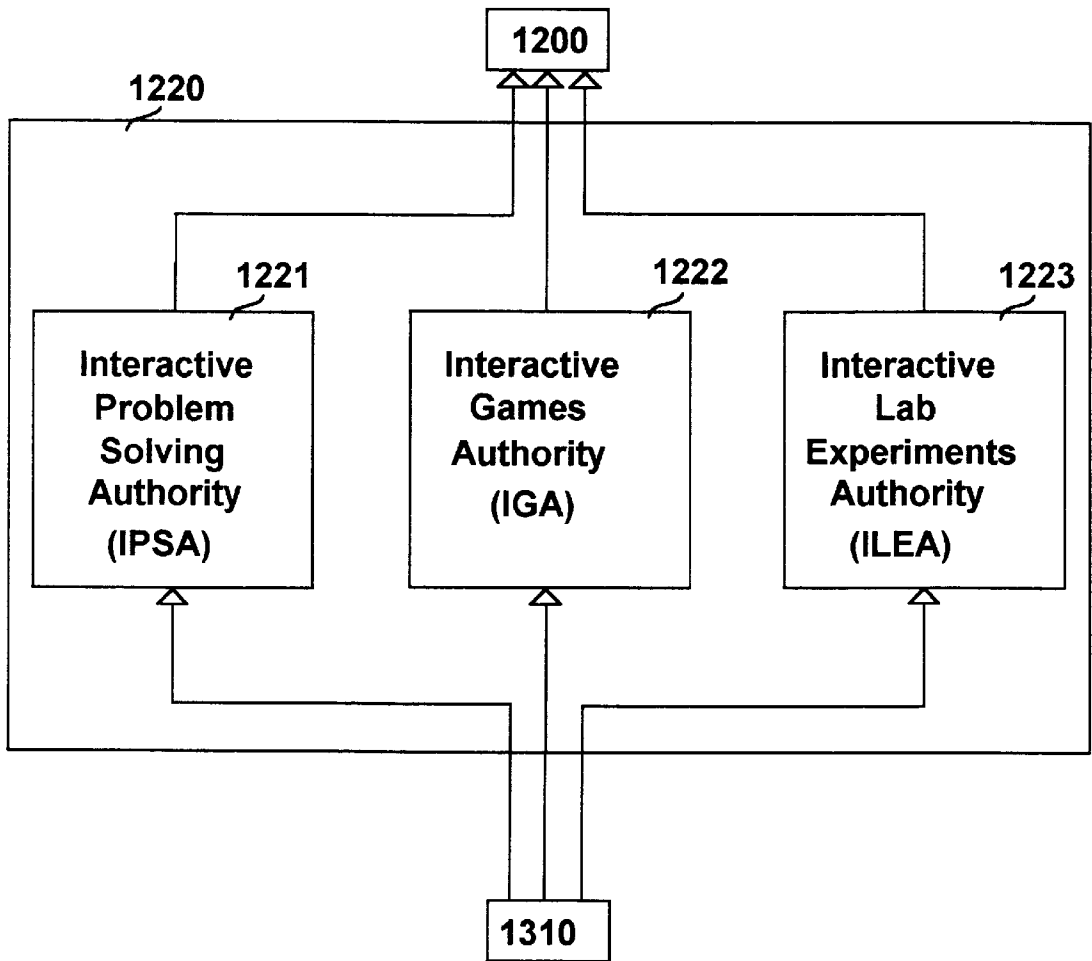 1200
1220
1221
1222
1223
Interactive
Problem
Solving
Authority
(IPSA)
Interactive
Games
Authority
(IGA)
Interactive
Lab
Experiments
Authority
(ILEA)
1310